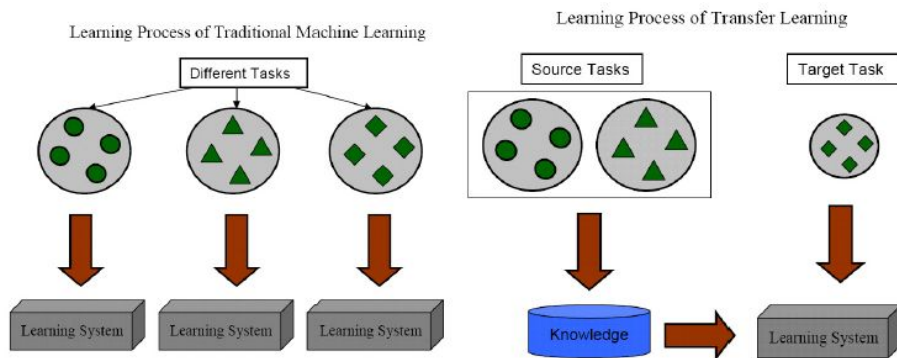 Learning Process of Traditional Machine Learning
Different Tasks
Learning System
Learning System
Learning System
Learning Process of Transfer Learning
Source Tasks
Target Task
Knowledge
Learning System